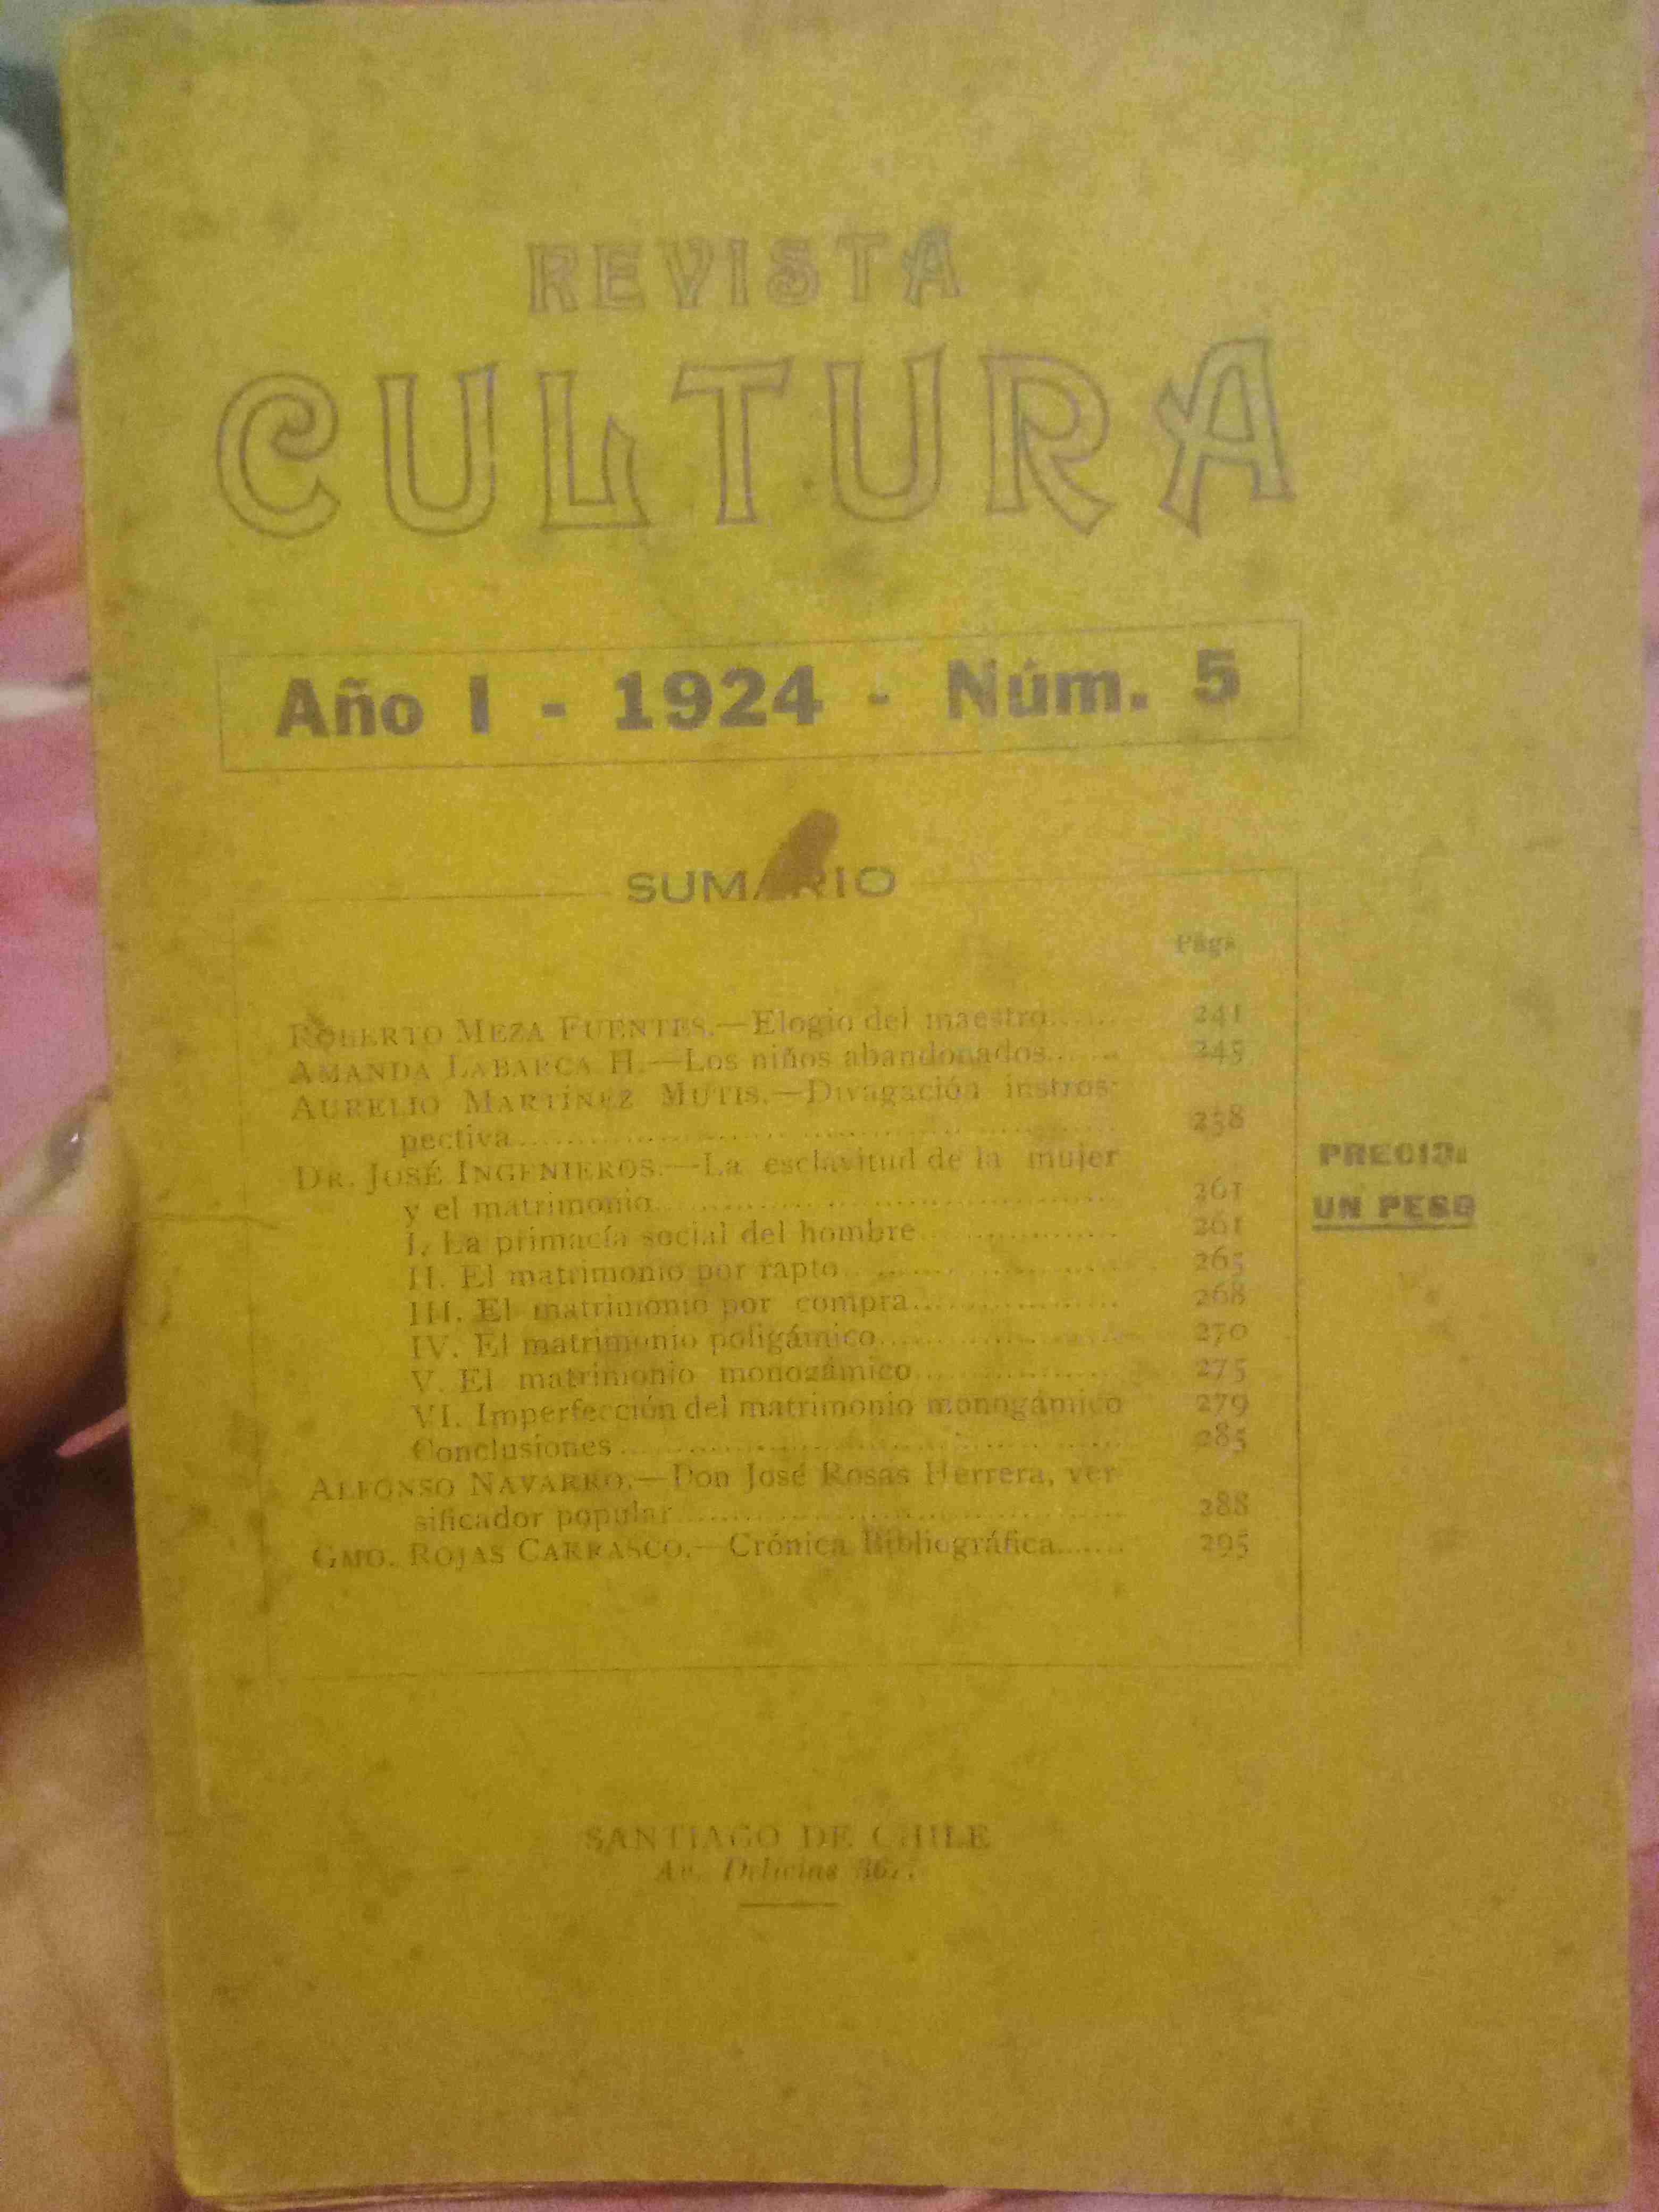 REVISTA
CULTURA
Año I - 1924 - Núm. 5
SUMARIO
Págs
ROBERTO MEZA FUENTES.—Elogio del maestro...... 241
AMANDA LABARCA H.—Los niños abandonados...... 245
AURELIO MARTÍNEZ MUTIS.—Divagación instros-
pectiva........................................ 258
DR. JOSÉ INGENIEROS.—La esclavitud de la mujer
y el matrimonio................................ 261
I. La primacía social del hombre................ 261
II. El matrimonio por rapto..................... 265
III. El matrimonio por compra.................. 268
IV. El matrimonio poligámico................... 270
V. El matrimonio monogámico.................. 275
VI. Imperfección del matrimonio monogámico 279
Conclusiones................................... 285
ALFONSO NAVARRO.—Don José Rosas Herrera, ver-
sificador popular.............................. 288
GMO. ROJAS CARRASCO.—Crónica Bibliográfica....... 295
PRECIO:
UN PESO
SANTIAGO DE CHILE
Av. Delicias